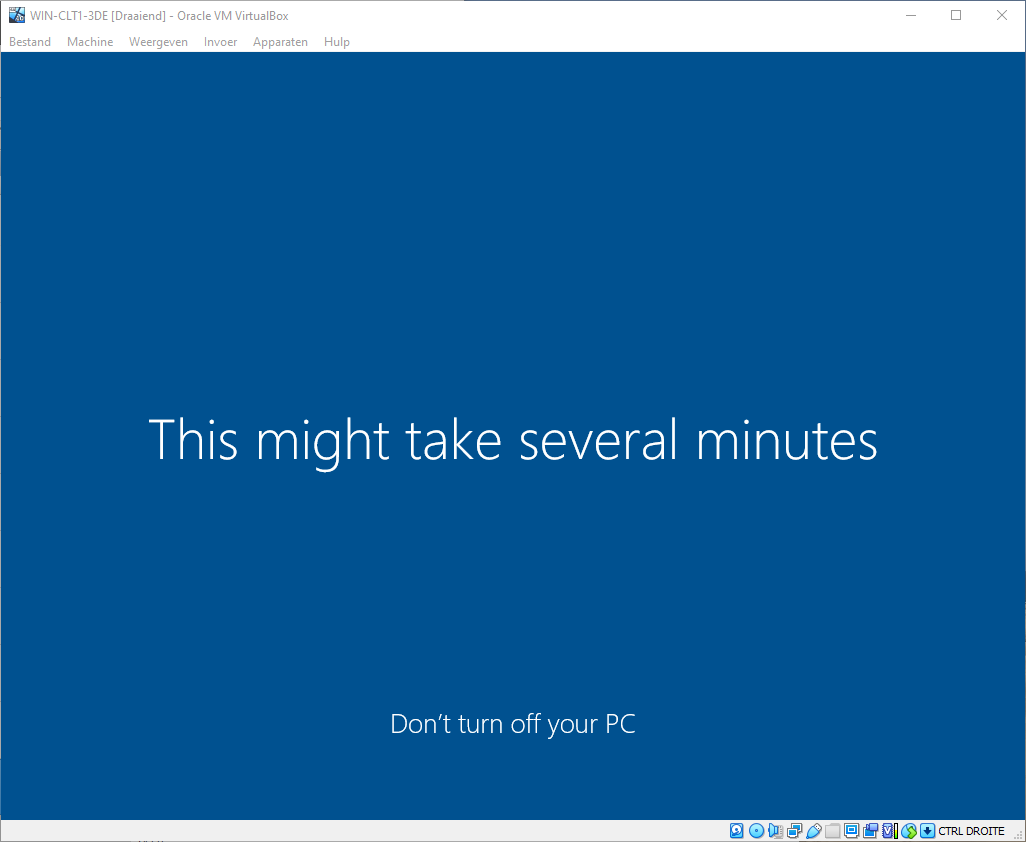 WIN-CLT1-3DE [Draaiend] - Oracle VM VirtualBox
Bestand Machine Weergeven Invoer Apparaten Hulp
This might take several minutes
Don't turn off your PC
CTRL DROITE